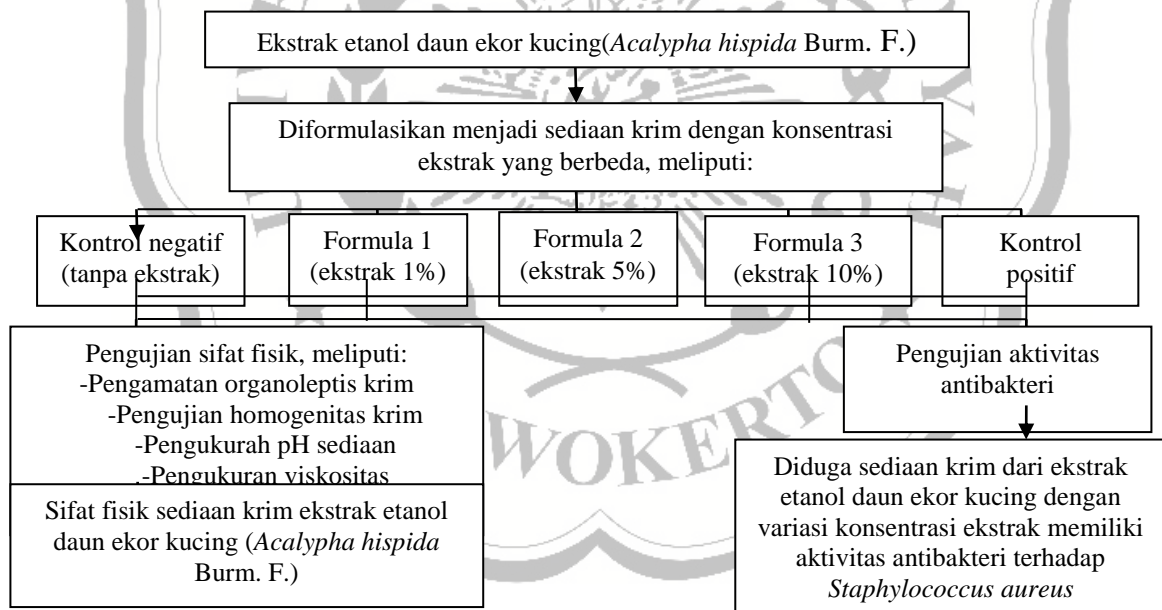 Ekstrak etanol daun ekor kucing(Acalypha hispida Burm. F.)
Diformulasikan menjadi sediaan krim dengan konsentrasi
ekstrak yang berbeda, meliputi:
Kontrol negatif
(tanpa ekstrak)
Formula 1
(ekstrak 1%)
Formula 2
(ekstrak 5%)
Formula 3
(ekstrak 10%)
Kontrol
positif
Pengujian sifat fisik, meliputi:
-Pengamatan organoleptis krim
-Pengujian homogenitas krim
-Pengukurah pH sediaan
.-Pengukuran viskositas
Pengujian aktivitas
antibakteri
Sifat fisik sediaan krim ekstrak etanol
daun ekor kucing (Acalypha hispida
Burm. F.)
Diduga sediaan krim dari ekstrak
etanol daun ekor kucing dengan
variasi konsentrasi ekstrak memiliki
aktivitas antibakteri terhadap
Staphylococcus aureus
WOKERTO